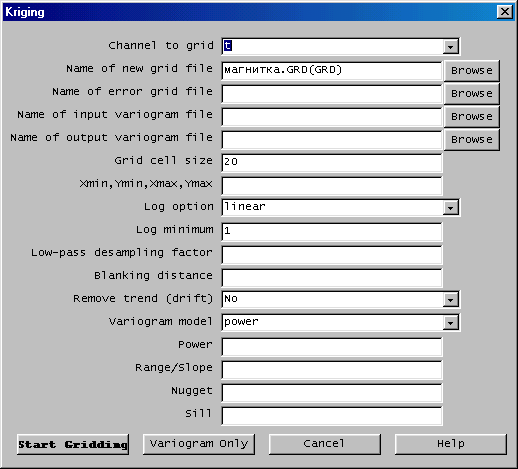 Kriging
Channel to grid t
Name of new grid file магнитка.GRD(GRD) Browse
Name of error grid file Browse
Name of input variogram file Browse
Name of output variogram file Browse
Grid cell size 20
Xmin,Ymin,Xmax,Ymax
Log option linear
Log minimum 1
Low-pass desampling factor
Blanking distance
Remove trend (drift) No
Variogram model power
Power
Range/Slope
Nugget
Sill
Start Gridding Variogram Only Cancel Help